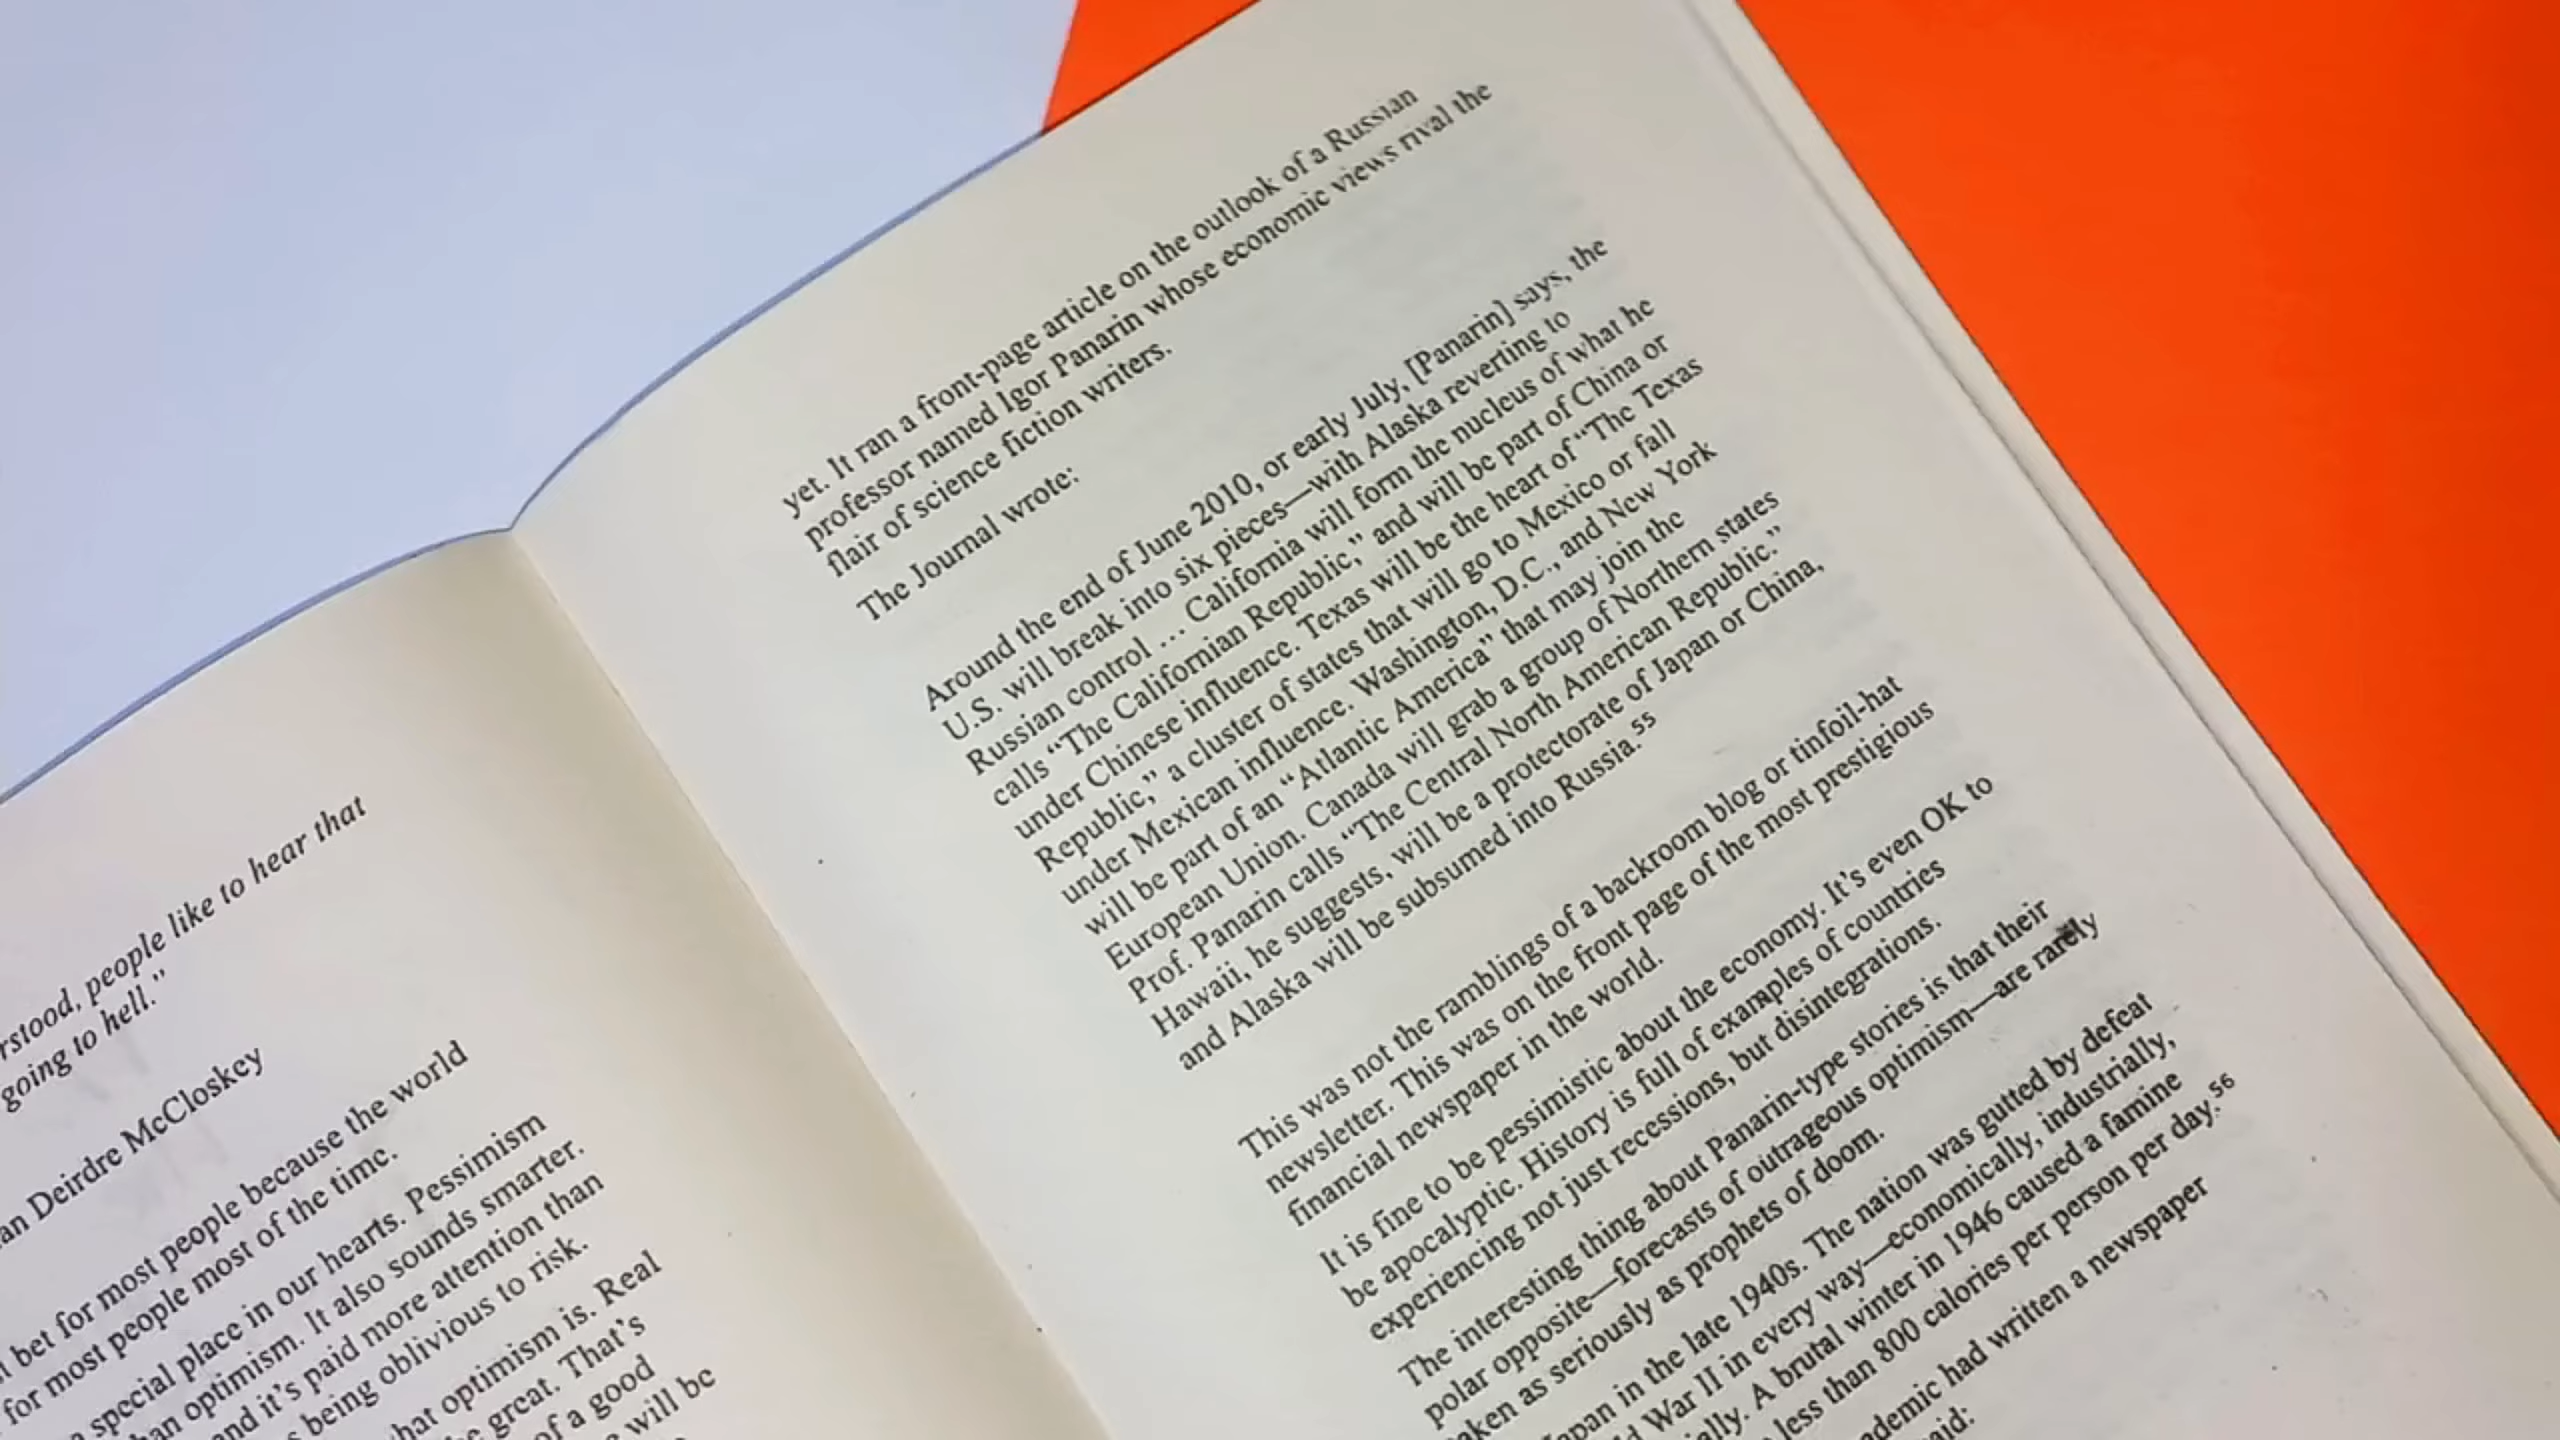 rstood, people like to hear that
going to hell.”
an Deirdre McCloskey
bet for most people because the world
for most people most of the time.
special place in our hearts. Pessimism
an optimism. It also sounds smarter.
and it’s paid more attention than
being oblivious to risk.
hat optimism is. Real
great. That’s
of a good
will be
yet. It ran a front-page article on the outlook of a Russian
professor named Igor Panarin whose economic views rival the
flair of science fiction writers.
The Journal wrote:
Around the end of June 2010, or early July, [Panarin] says, the
U.S. will break into six pieces—with Alaska reverting to
Russian control … California will form the nucleus of what he
calls “The Californian Republic,” and will be part of China or
under Chinese influence. Texas will be the heart of “The Texas
Republic,” a cluster of states that will go to Mexico or fall
under Mexican influence. Washington, D.C., and New York
will be part of an “Atlantic America” that may join the
European Union. Canada will grab a group of Northern states
Prof. Panarin calls “The Central North American Republic.”
Hawaii, he suggests, will be a protectorate of Japan or China,
and Alaska will be subsumed into Russia.55
This was not the ramblings of a backroom blog or tinfoil-hat
newsletter. This was on the front page of the most prestigious
financial newspaper in the world.
It is fine to be pessimistic about the economy. It’s even OK to
be apocalyptic. History is full of examples of countries
experiencing not just recessions, but disintegrations.
The interesting thing about Panarin-type stories is that their
polar opposite—forecasts of outrageous optimism—are rarely
aken as seriously as prophets of doom.
Japan in the late 1940s. The nation was gutted by defeat
d War II in every way—economically, industrially,
ally. A brutal winter in 1946 caused a famine
less than 800 calories per person per day.56
ademic had written a newspaper
aid: